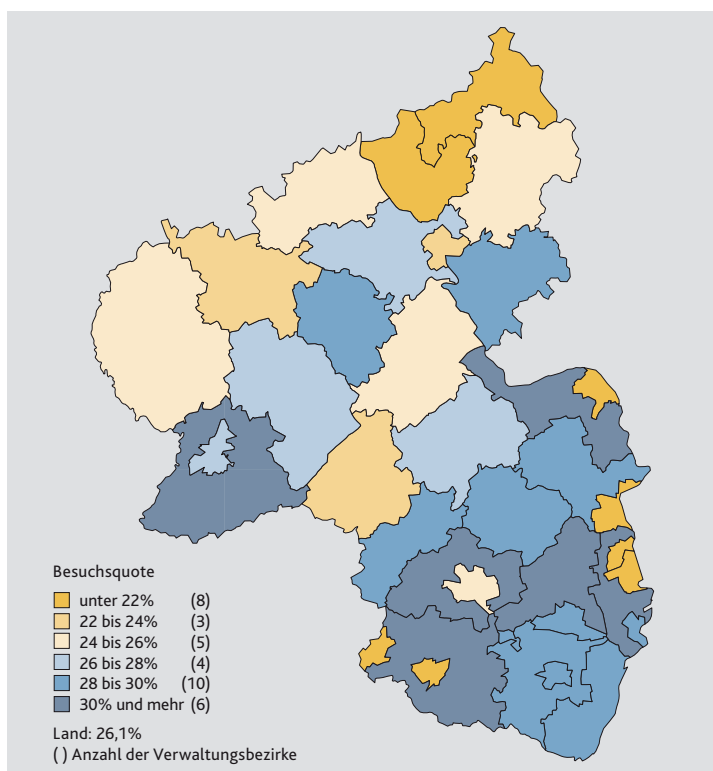 Besuchsquote
unter 22% (8)
22 bis 24% (3)
24 bis 26% (5)
26 bis 28% (4)
28 bis 30% (10)
30% und mehr (6)
Land: 26,1%
( ) Anzahl der Verwaltungsbezirke